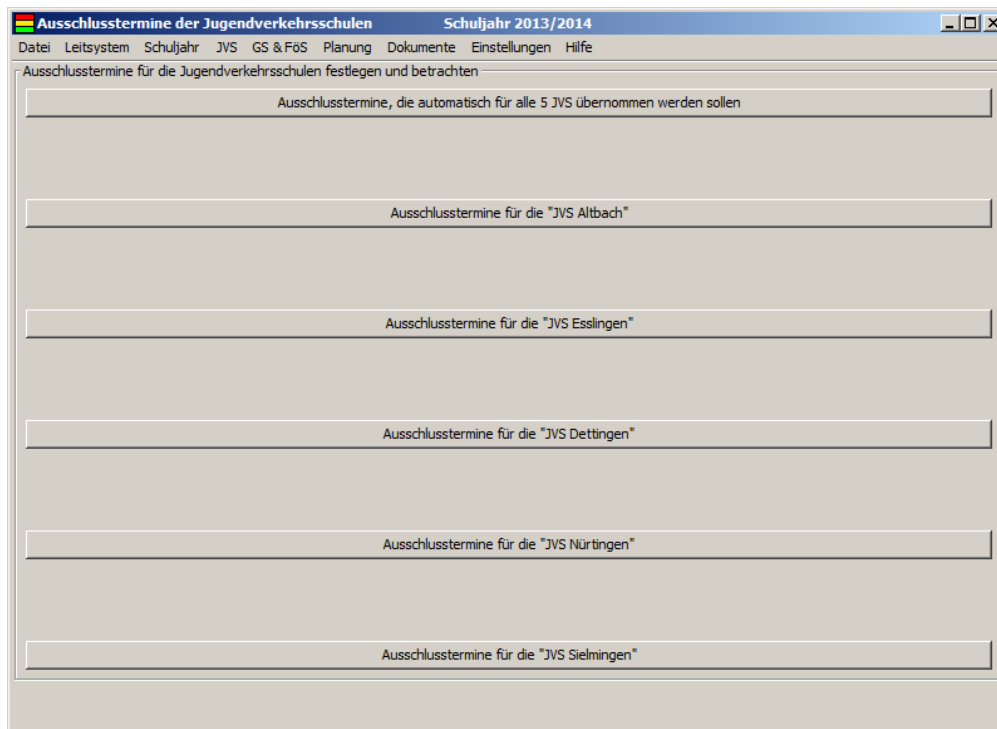 Ausschlusstermine der Jugendverkehrsschulen Schuljahr 2013/2014
Datei Leitsystem Schuljahr JVS GS & FöS Planung Dokumente Einstellungen Hilfe
Ausschlusstermine für die Jugendverkehrsschulen festlegen und betrachten
Ausschlusstermine, die automatisch für alle 5 JVS übernommen werden sollen
Ausschlusstermine für die "JVS Altbach"
Ausschlusstermine für die "JVS Esslingen"
Ausschlusstermine für die "JVS Dettingen"
Ausschlusstermine für die "JVS Nürtingen"
Ausschlusstermine für die "JVS Sielmingen"